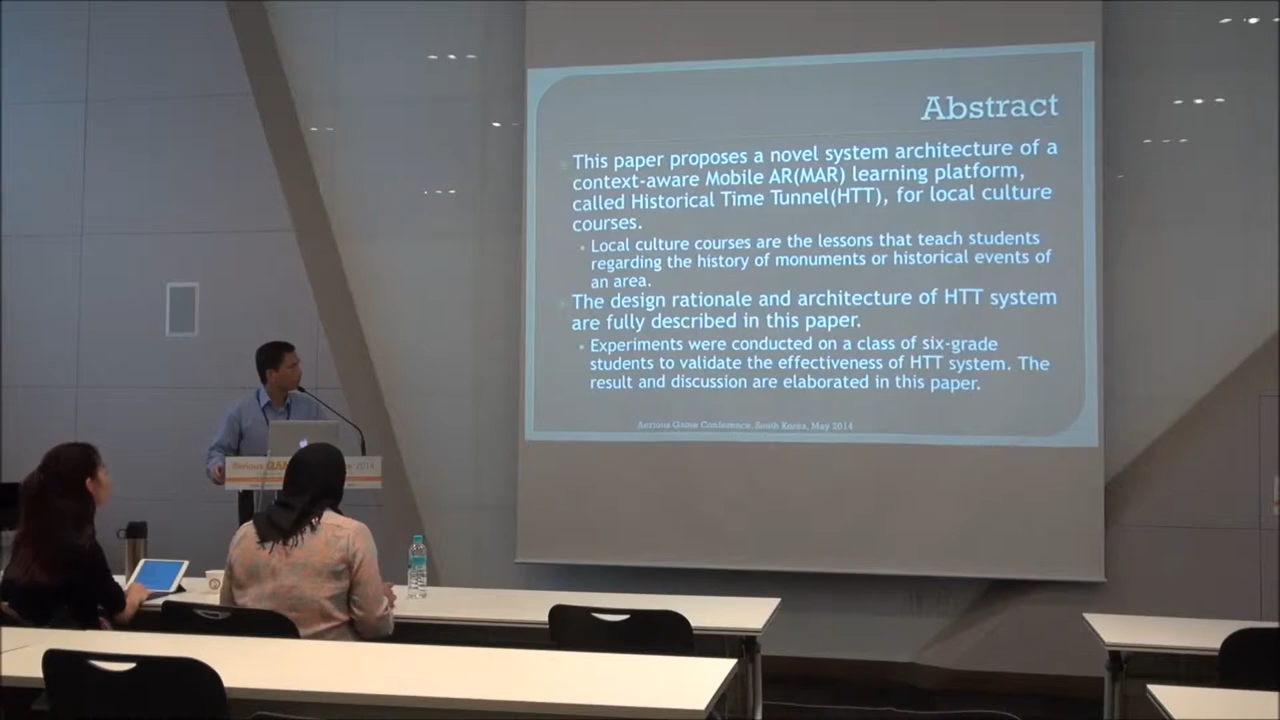 Abstract
This paper proposes a novel system architecture of a
context-aware Mobile AR(MAR) learning platform,
called Historical Time Tunnel(HTT), for local culture
courses.
Local culture courses are the lessons that teach students
regarding the history of monuments or historical events of
an area.
The design rationale and architecture of HTT system
are fully described in this paper.
Experiments were conducted on a class of six-grade
students to validate the effectiveness of HTT system. The
result and discussion are elaborated in this paper.
Serious Game Conference, South Korea, May 2014
Serious GAM 2014